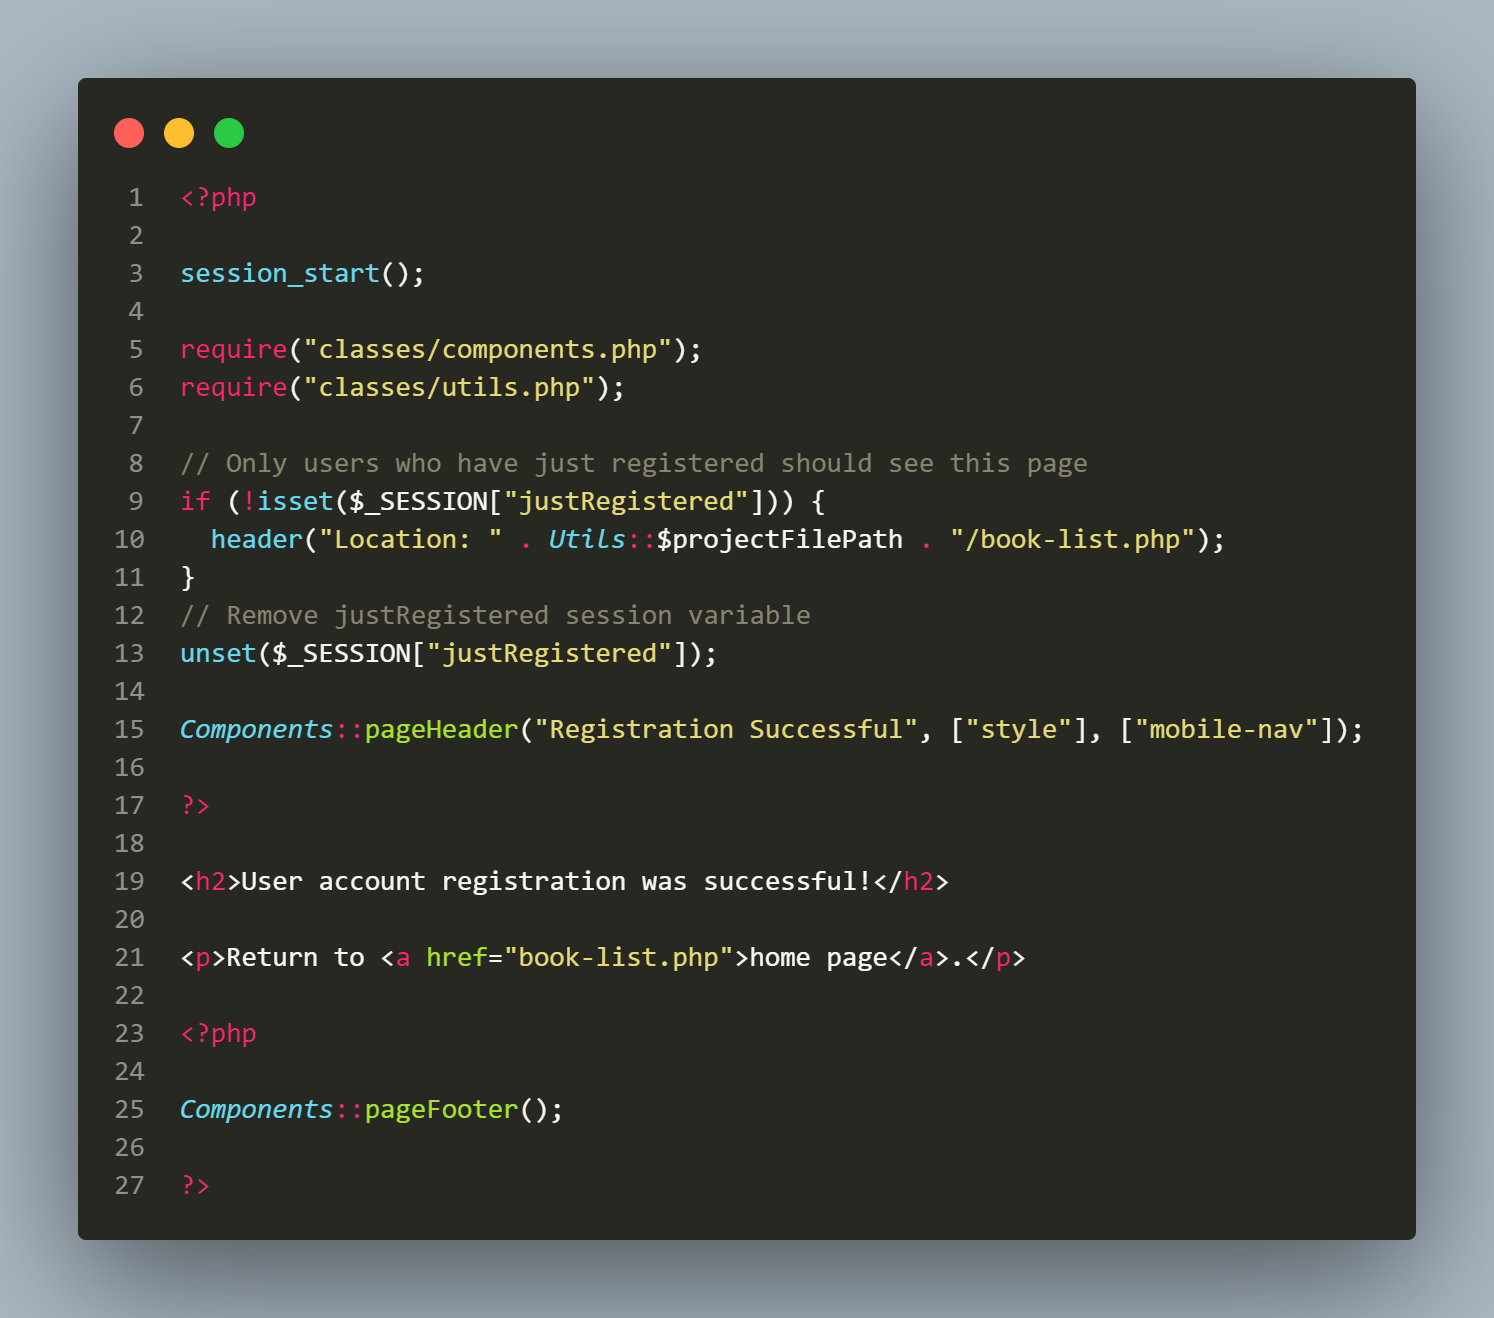 1 <?php
2
3 session_start();
4
5 require("classes/components.php");
6 require("classes/utils.php");
7
8 // Only users who have just registered should see this page
9 if (!isset($_SESSION["justRegistered"])) {
10   header("Location: " . Utils::$projectFilePath . "/book-list.php");
11 }
12 // Remove justRegistered session variable
13 unset($_SESSION["justRegistered"]);
14
15 Components::pageHeader("Registration Successful", ["style"], ["mobile-nav"]);
16
17 ?>
18
19 <h2>User account registration was successful!</h2>
20
21 <p>Return to <a href="book-list.php">home page</a>.</p>
22
23 <?php
24
25 Components::pageFooter();
26
27 ?>